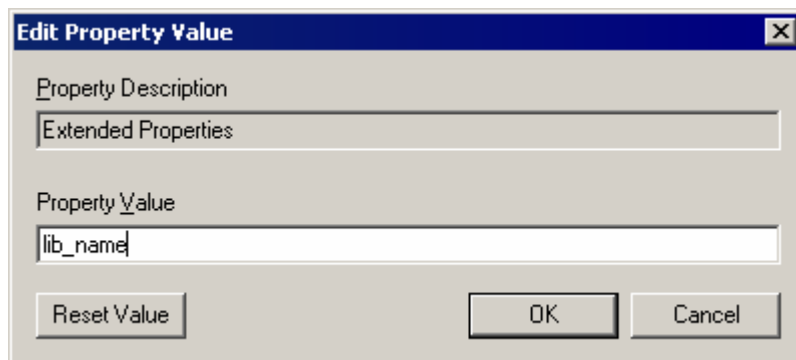 Edit Property Value
Property Description
Extended Properties
Property Value
lib_name
Reset Value OK Cancel